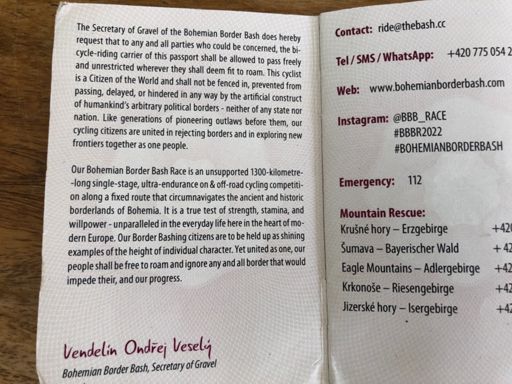 The Secretary of Gravel of the Bohemian Border Bash does hereby
request that to any and all parties who could be concerned, the bi-
cycle-riding carrier of this passport shall be allowed to pass freely
and unrestricted wherever they shall deem fit to roam. This cyclist
is a Citizen of the World and shall not be fenced in, prevented from
passing, delayed, or hindered in any way by the artificial construct
of humankind's arbitrary political borders - neither of any state nor
nation. Like generations of pioneering outlaws before them, our
cycling citizens are united in rejecting borders and in exploring new
frontiers together as one people.
Our Bohemian Border Bash Race is an unsupported 1300-kilometre-
-long single-stage, ultra-endurance on & off-road cycling competiti-
on along a fixed route that circumnavigates the ancient and historic
borderlands of Bohemia. It is a true test of strength, stamina, and
willpower - unparalleled in the everyday life here in the heart of mo-
dern Europe. Our Border Bashing citizens are to be held up as shining
examples of the height of individual character. Yet united as one, our
people shall be free to roam and ignore any and all border that would
impede their, and our progress.
Vendelín Ondřej Veselý
Bohemian Border Bash, Secretary of Gravel
Contact: ride@thebash.cc
Tel / SMS / WhatsApp: +420 775 054 2
Web: www.bohemianborderbash.com
Instagram: @BBB_RACE
#BBBR2022
#BOHEMIANBORDERBASH
Emergency: 112
Mountain Rescue:
Krušné hory – Erzgebirge +420
Šumava – Bayerischer Wald + 42
Eagle Mountains – Adlergebirge +42
Krkonoše – Riesengebirge +42
Jizerské hory – Isergebirge +42